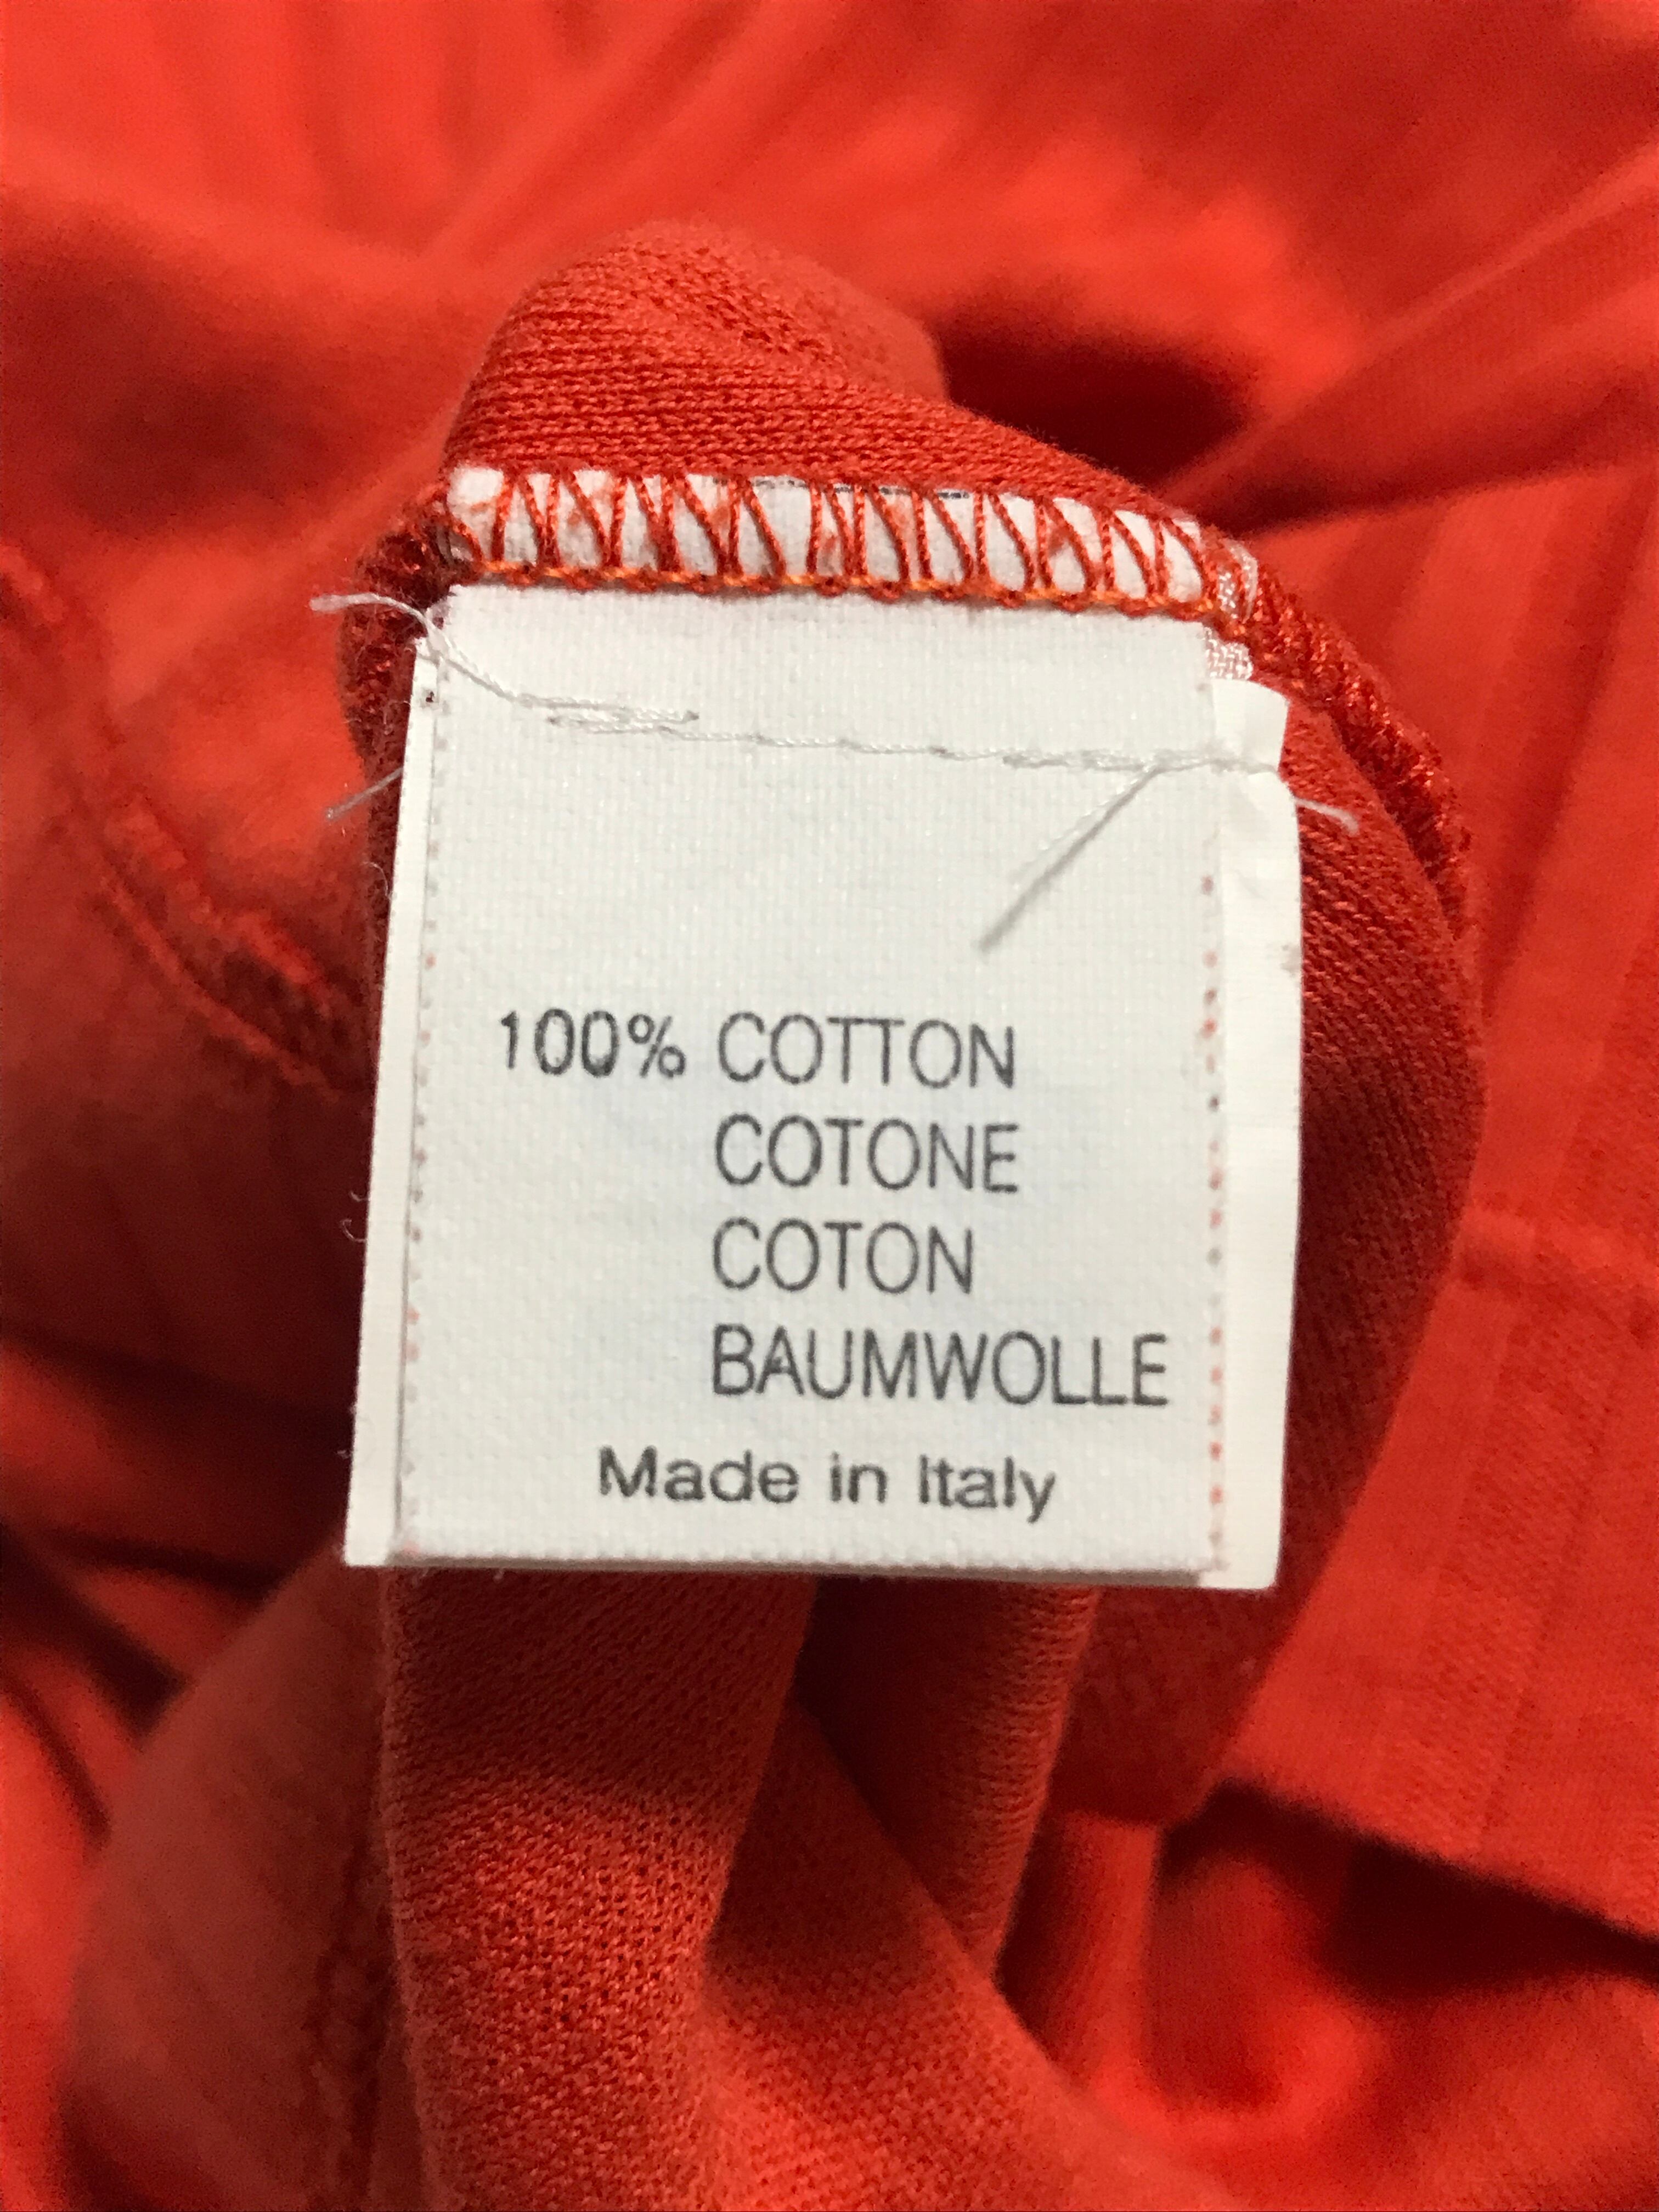 100% COTTON
COTONE
COTON
BAUMWOLLE
Made in Italy